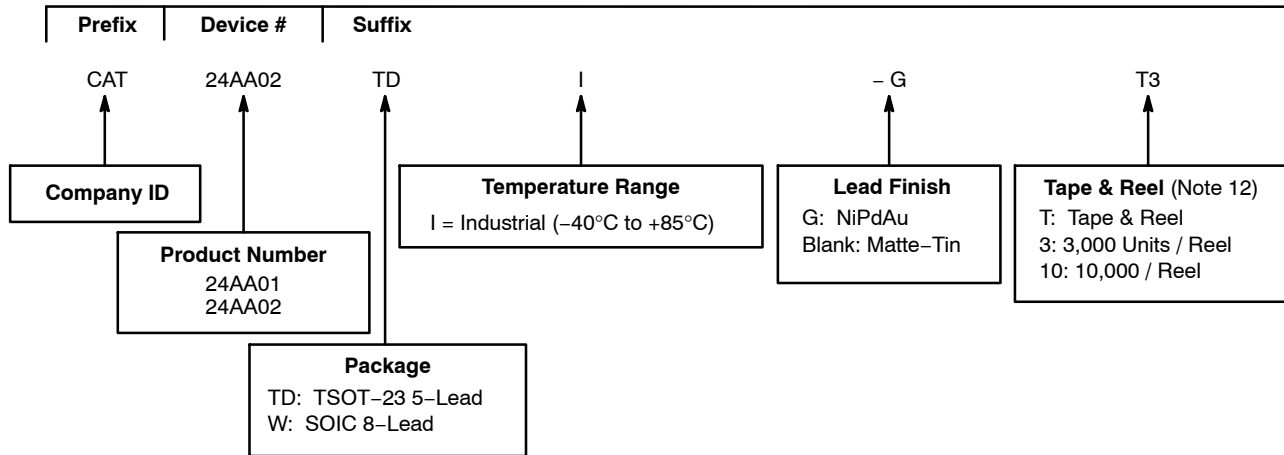 Prefix Device # Suffix
CAT 24AA02 TD I – G T3
Company ID
Product Number
24AA01
24AA02
Package
TD: TSOT–23 5–Lead
W: SOIC 8–Lead
Temperature Range
I = Industrial (–40°C to +85°C)
Lead Finish
G: NiPdAu
Blank: Matte–Tin
Tape & Reel (Note 12)
T: Tape & Reel
3: 3,000 Units / Reel
10: 10,000 / Reel